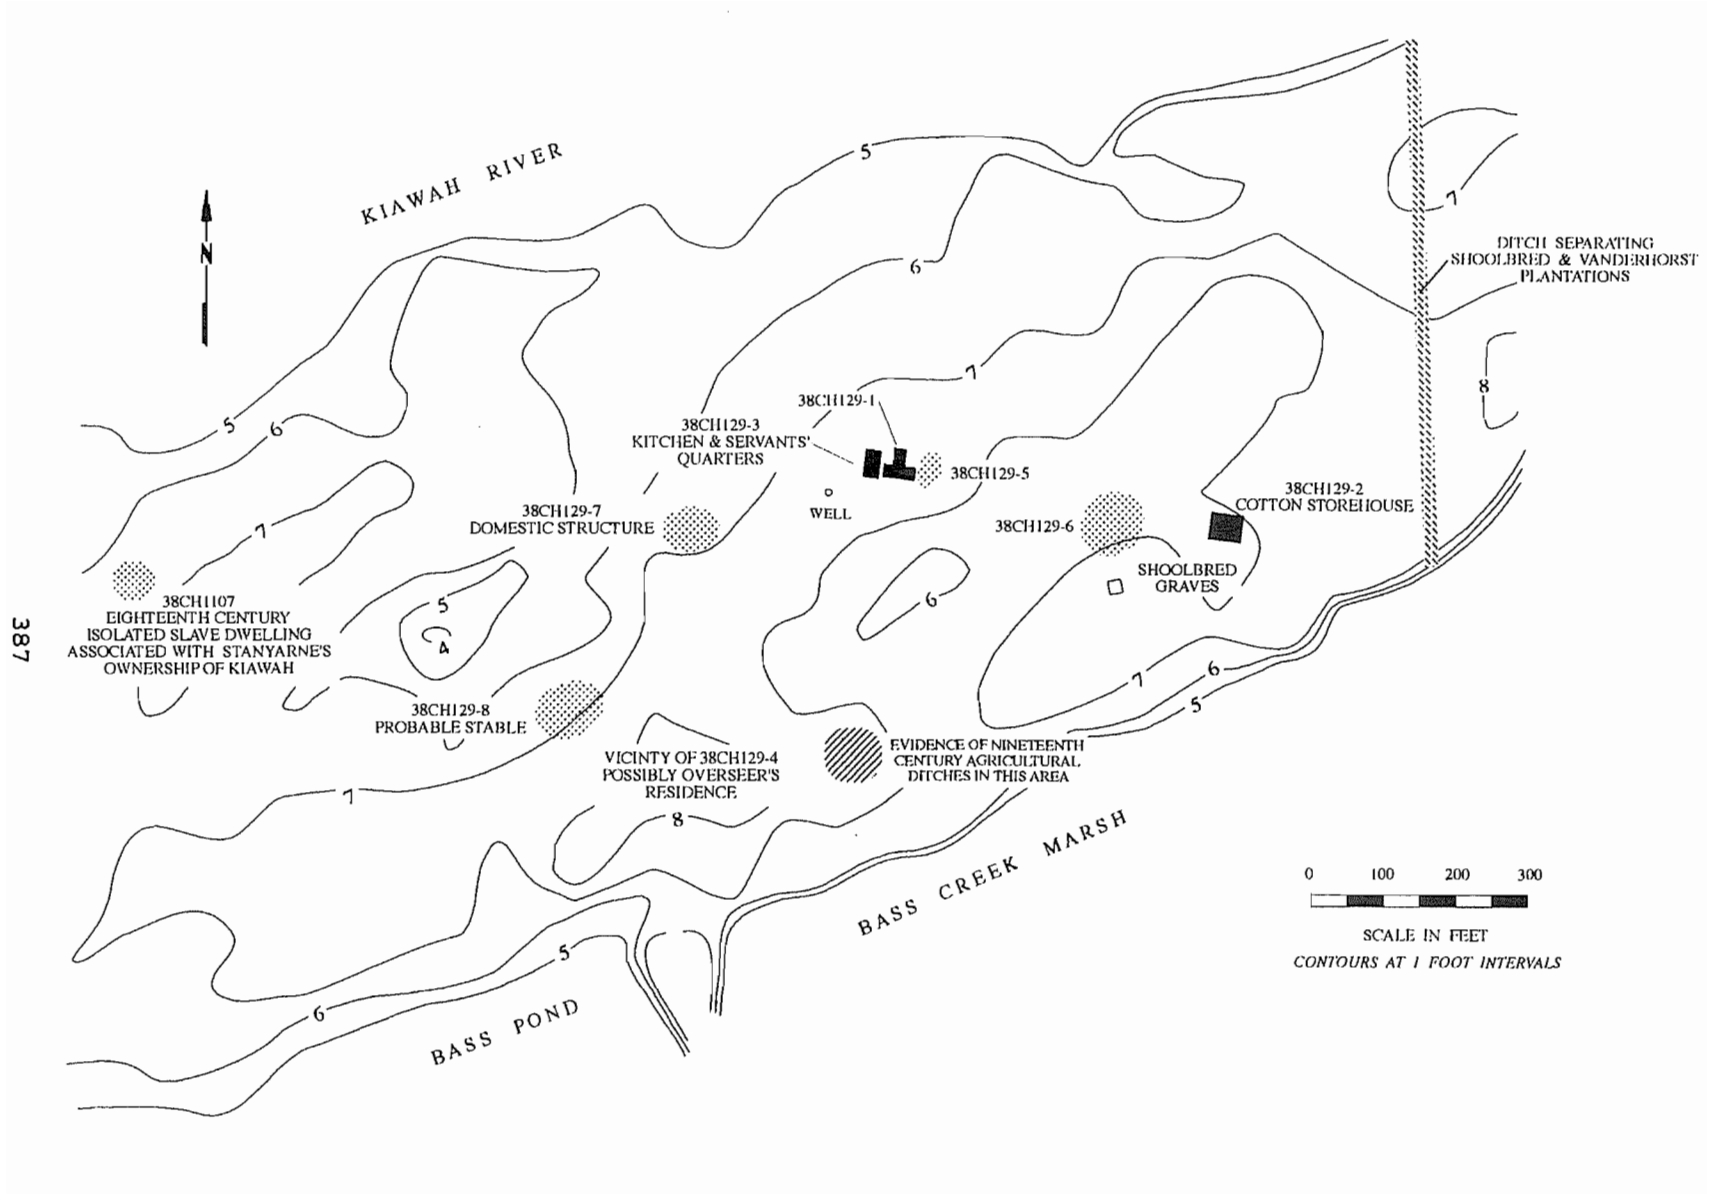 KIAWAH RIVER
N
5
6
7
DITCH SEPARATING
SHOOLBRED & VANDERHORST
PLANTATIONS
8
7
38CH129-1
38CH129-3
KITCHEN & SERVANTS'
QUARTERS
38CH129-5
WELL
5
6
7
38CH129-7
DOMESTIC STRUCTURE
38CH129-6
38CH129-2
COTTON STOREHOUSE
SHOOLBRED
GRAVES
38CH1107
EIGHTEENTH CENTURY
ISOLATED SLAVE DWELLING
ASSOCIATED WITH STANYARNE'S
OWNERSHIP OF KIAWAH
5
4
6
387
7
6
5
38CH129-8
PROBABLE STABLE
VICINTY OF 38CH129-4
POSSIBLY OVERSEER'S
RESIDENCE
EVIDENCE OF NINETEENTH
CENTURY AGRICULTURAL
DITCHES IN THIS AREA
7
8
BASS CREEK MARSH
5
6
BASS POND
0 100 200 300
SCALE IN FEET
CONTOURS AT 1 FOOT INTERVALS